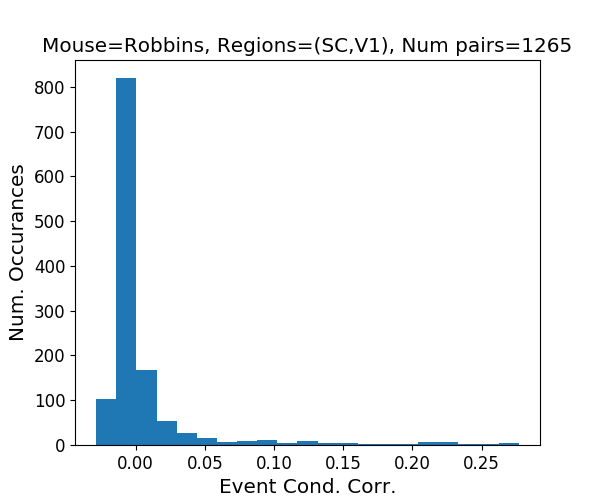 Mouse=Robbins, Regions=(SC,V1), Num pairs=1265
800
700
600
500
400
300
200
100
0
Num. Occurances
0.00 0.05 0.10 0.15 0.20 0.25
Event Cond. Corr.